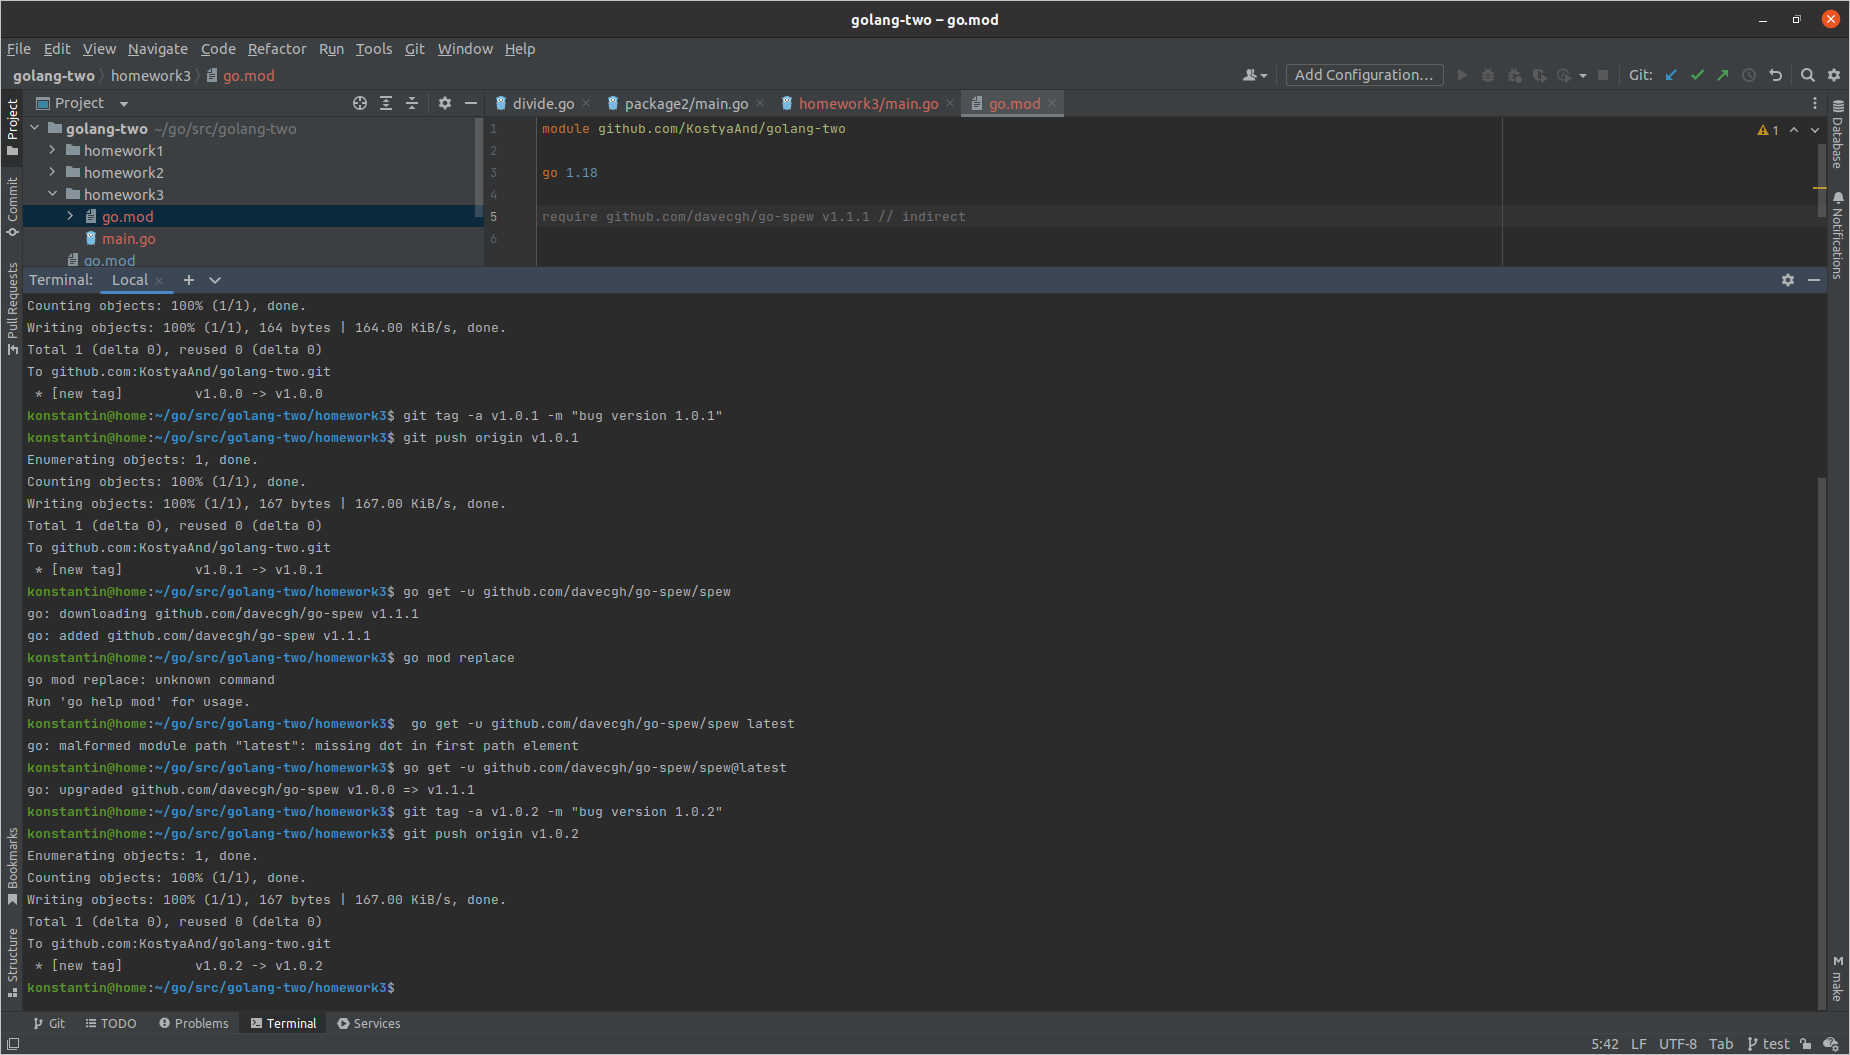 golang-two – go.mod
File Edit View Navigate Code Refactor Run Tools Git Window Help
golang-two homework3 go.mod Add Configuration... Git:
Project divide.go package2/main.go homework3/main.go go.mod
golang-two ~/go/src/golang-two
homework1
homework2
homework3
go.mod
main.go
go.mod
1 module github.com/KostyaAnd/golang-two
2
3 go 1.18
4
5 require github.com/davecgh/go-spew v1.1.1 // indirect
6
1
Project
Commit
Pull Requests
Bookmarks
Structure
Database
Notifications
make
Terminal: Local
Counting objects: 100% (1/1), done.
Writing objects: 100% (1/1), 164 bytes | 164.00 KiB/s, done.
Total 1 (delta 0), reused 0 (delta 0)
To github.com:KostyaAnd/golang-two.git
* [new tag] v1.0.0 -> v1.0.0
konstantin@home:~/go/src/golang-two/homework3$ git tag -a v1.0.1 -m "bug version 1.0.1"
konstantin@home:~/go/src/golang-two/homework3$ git push origin v1.0.1
Enumerating objects: 1, done.
Counting objects: 100% (1/1), done.
Writing objects: 100% (1/1), 167 bytes | 167.00 KiB/s, done.
Total 1 (delta 0), reused 0 (delta 0)
To github.com:KostyaAnd/golang-two.git
* [new tag] v1.0.1 -> v1.0.1
konstantin@home:~/go/src/golang-two/homework3$ go get -u github.com/davecgh/go-spew/spew
go: downloading github.com/davecgh/go-spew v1.1.1
go: added github.com/davecgh/go-spew v1.1.1
konstantin@home:~/go/src/golang-two/homework3$ go mod replace
go mod replace: unknown command
Run 'go help mod' for usage.
konstantin@home:~/go/src/golang-two/homework3$  go get -u github.com/davecgh/go-spew/spew latest
go: malformed module path "latest": missing dot in first path element
konstantin@home:~/go/src/golang-two/homework3$ go get -u github.com/davecgh/go-spew/spew@latest
go: upgraded github.com/davecgh/go-spew v1.0.0 => v1.1.1
konstantin@home:~/go/src/golang-two/homework3$ git tag -a v1.0.2 -m "bug version 1.0.2"
konstantin@home:~/go/src/golang-two/homework3$ git push origin v1.0.2
Enumerating objects: 1, done.
Counting objects: 100% (1/1), done.
Writing objects: 100% (1/1), 167 bytes | 167.00 KiB/s, done.
Total 1 (delta 0), reused 0 (delta 0)
To github.com:KostyaAnd/golang-two.git
* [new tag] v1.0.2 -> v1.0.2
konstantin@home:~/go/src/golang-two/homework3$
Git TODO Problems Terminal Services
5:42 LF UTF-8 Tab test